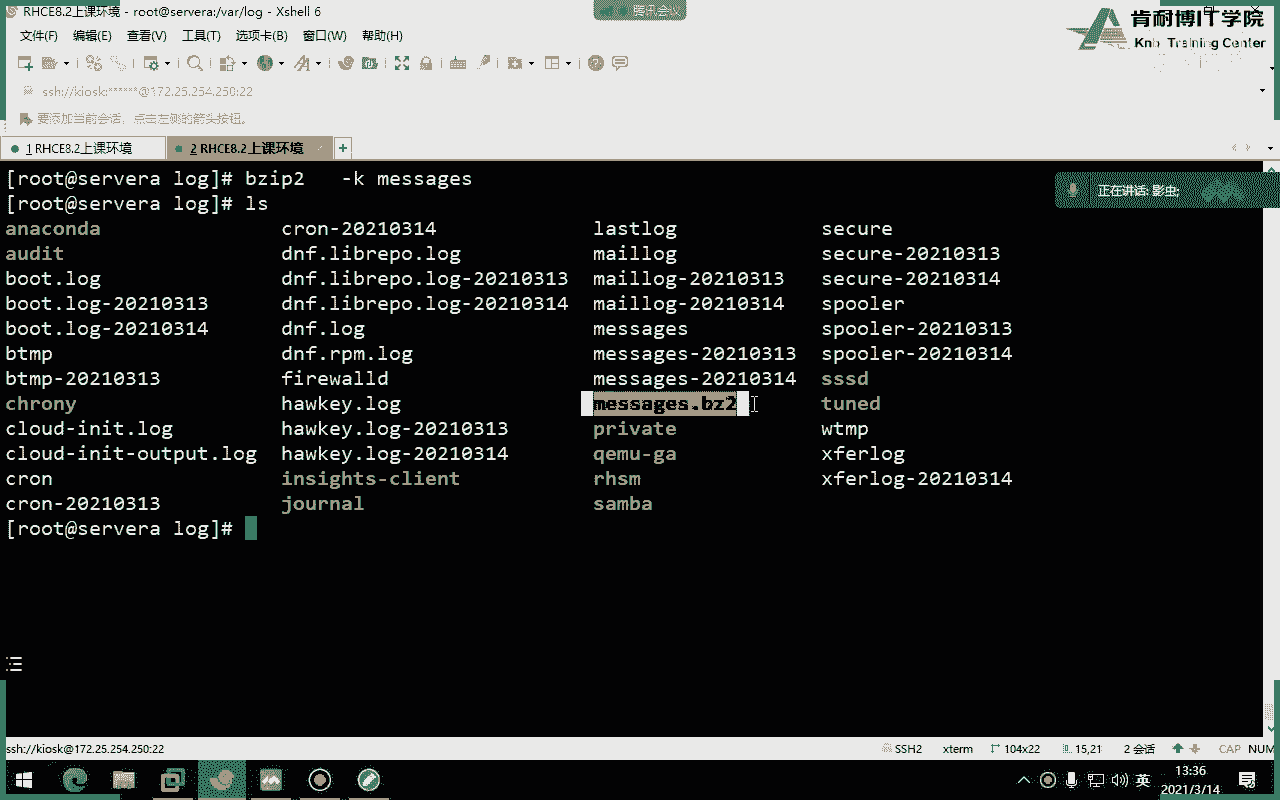 RHCE8.2上课环境 - root@servera:/var/log - Xshell 6
腾讯会议
肯耐博IT学院
Knb Training Center
文件(F) 编辑(E) 查看(V) 工具(T) 选项卡(B) 窗口(W) 帮助(H)
ssh://kiosk:******@172.25.254.250:22
要添加当前会话，点击左侧的箭头按钮。
1 RHCE8.2上课环境 2 RHCE8.2上课环境
正在讲话: 影虫;
[root@servera log]# bzip2   -k messages
[root@servera log]# ls
anaconda cron-20210314 lastlog secure
audit dnf.librepo.log maillog secure-20210313
boot.log dnf.librepo.log-20210313 maillog-20210313 secure-20210314
boot.log-20210313 dnf.librepo.log-20210314 maillog-20210314 spooler
boot.log-20210314 dnf.log messages spooler-20210313
btmp dnf.rpm.log messages-20210313 spooler-20210314
btmp-20210313 firewalld messages-20210314 sssd
chrony hawkey.log messages.bz2 tuned
cloud-init.log hawkey.log-20210313 private wtmp
cloud-init-output.log hawkey.log-20210314 qemu-ga xferlog
cron insights-client rhsm xferlog-20210314
cron-20210313 journal samba
[root@servera log]#
ssh://kiosk@172.25.254.250:22 SSH2 xterm 104x22 15,21 2 会话 CAP NUM
英 13:36
2021/3/14